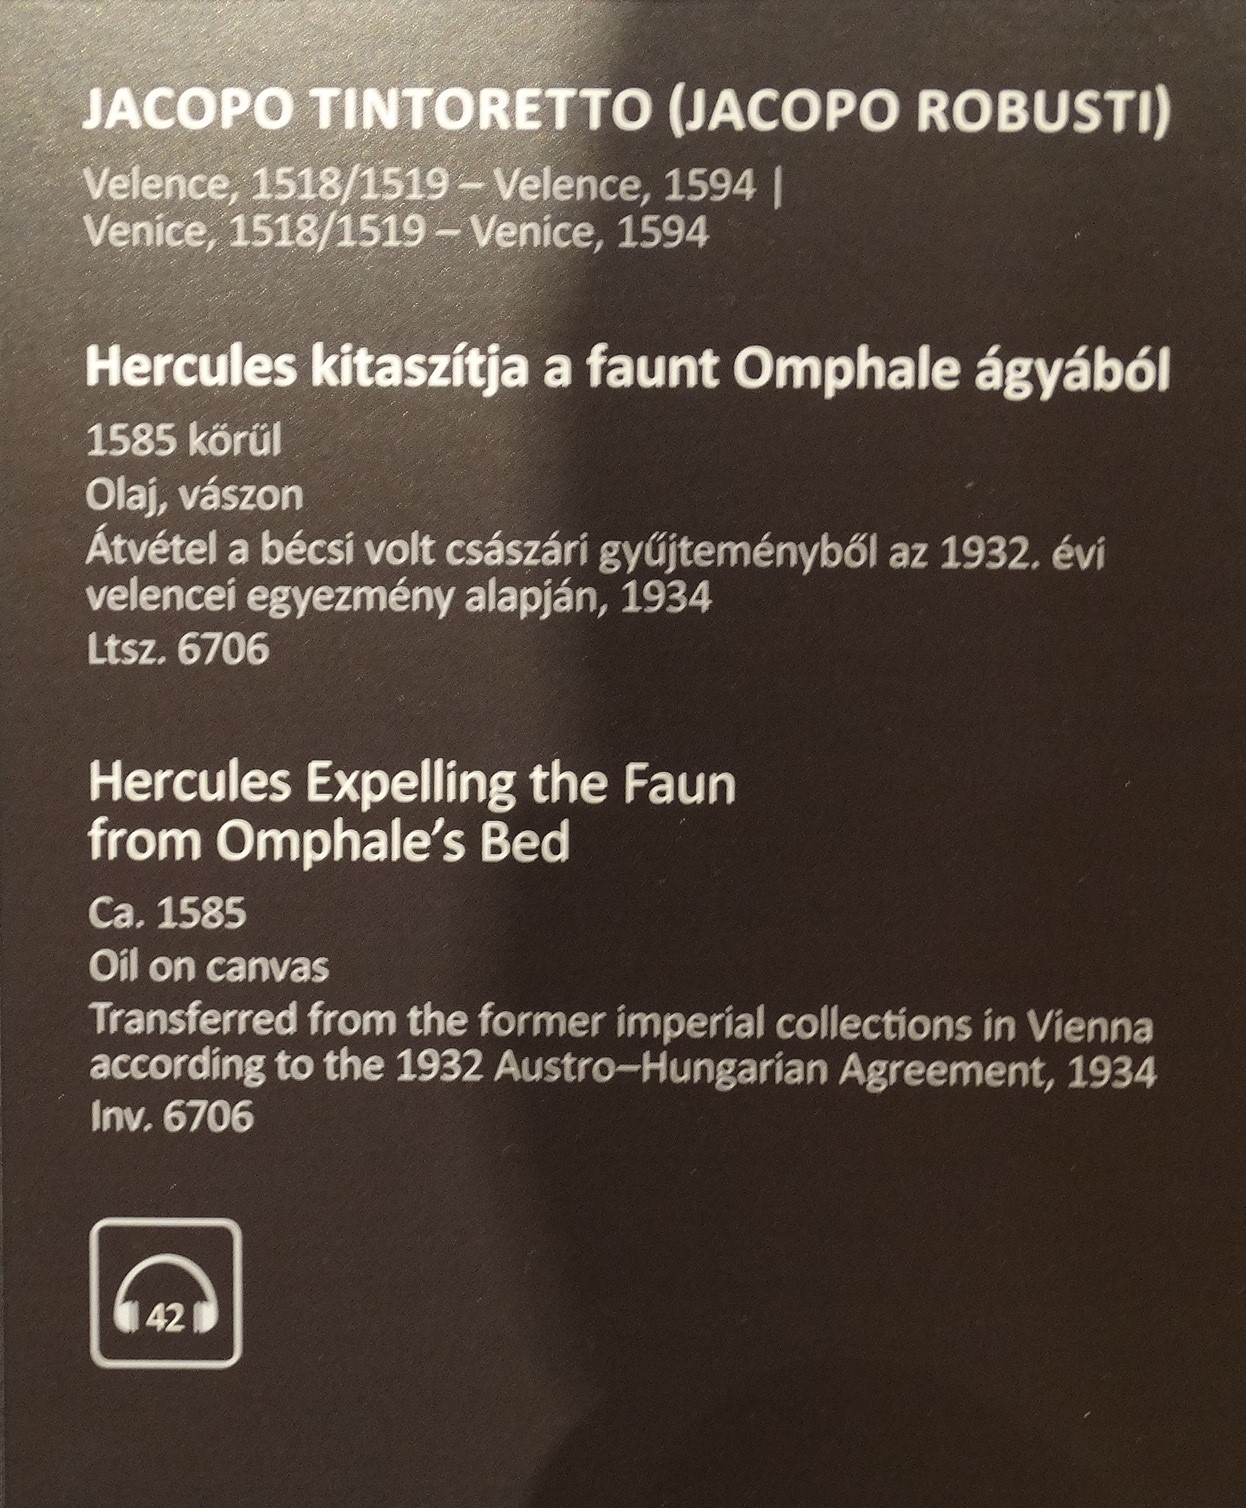 JACOPO TINTORETTO (JACOPO ROBUSTI)
Velence, 1518/1519 – Velence, 1594 |
Venice, 1518/1519 – Venice, 1594
Hercules kitaszítja a faunt Omphale ágyából
1585 körül
Olaj, vászon
Átvétel a bécsi volt császári gyűjteményből az 1932. évi
velencei egyezmény alapján, 1934
Ltsz. 6706
Hercules Expelling the Faun
from Omphale's Bed
Ca. 1585
Oil on canvas
Transferred from the former imperial collections in Vienna
according to the 1932 Austro–Hungarian Agreement, 1934
Inv. 6706
42